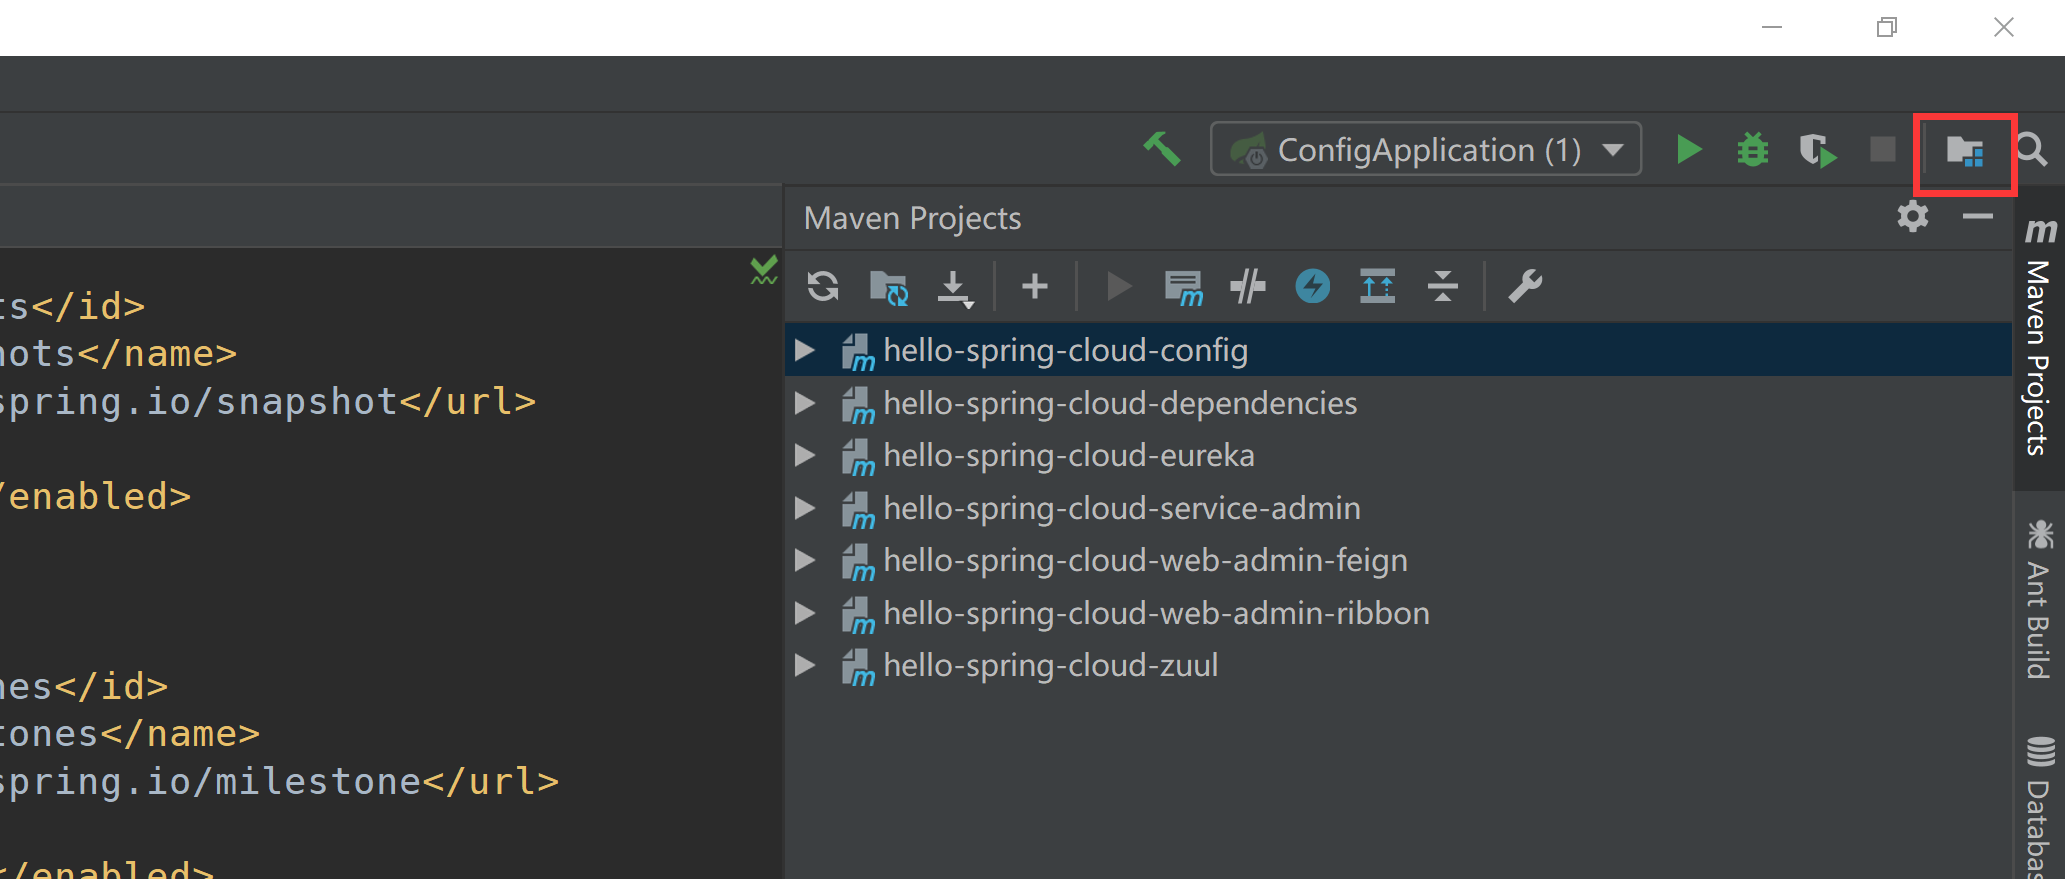 ConfigApplication (1)
Maven Projects
ts</id>
nots</name>
spring.io/snapshot</url>
/enabled>
nes</id>
tones</name>
spring.io/milestone</url>
</enabled>
hello-spring-cloud-config
hello-spring-cloud-dependencies
hello-spring-cloud-eureka
hello-spring-cloud-service-admin
hello-spring-cloud-web-admin-feign
hello-spring-cloud-web-admin-ribbon
hello-spring-cloud-zuul
m Maven Projects
Ant Build
Databas